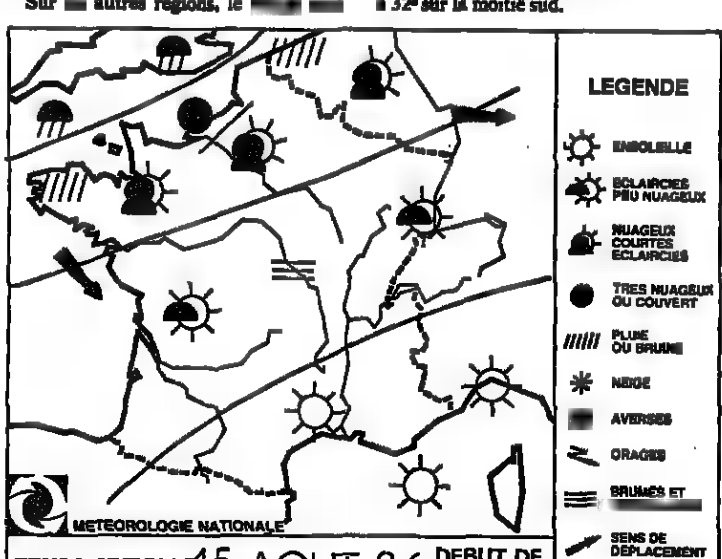 Sur autres régions, le 32° sur la moitié sud.
LEGENDE
ENSOLEILLE
ECLAIRCIES
PEU NUAGEUX
NUAGEUX
COURTES
ECLAIRCIES
TRES NUAGEUX
OU COUVERT
PLUIE
OU BRUINE
NEIGE
AVERSES
ORAGES
BRUMES ET
SENS DE
DEPLACEMENT
METEOROLOGIE NATIONALE
15 AOUT 86 DEBUT DE